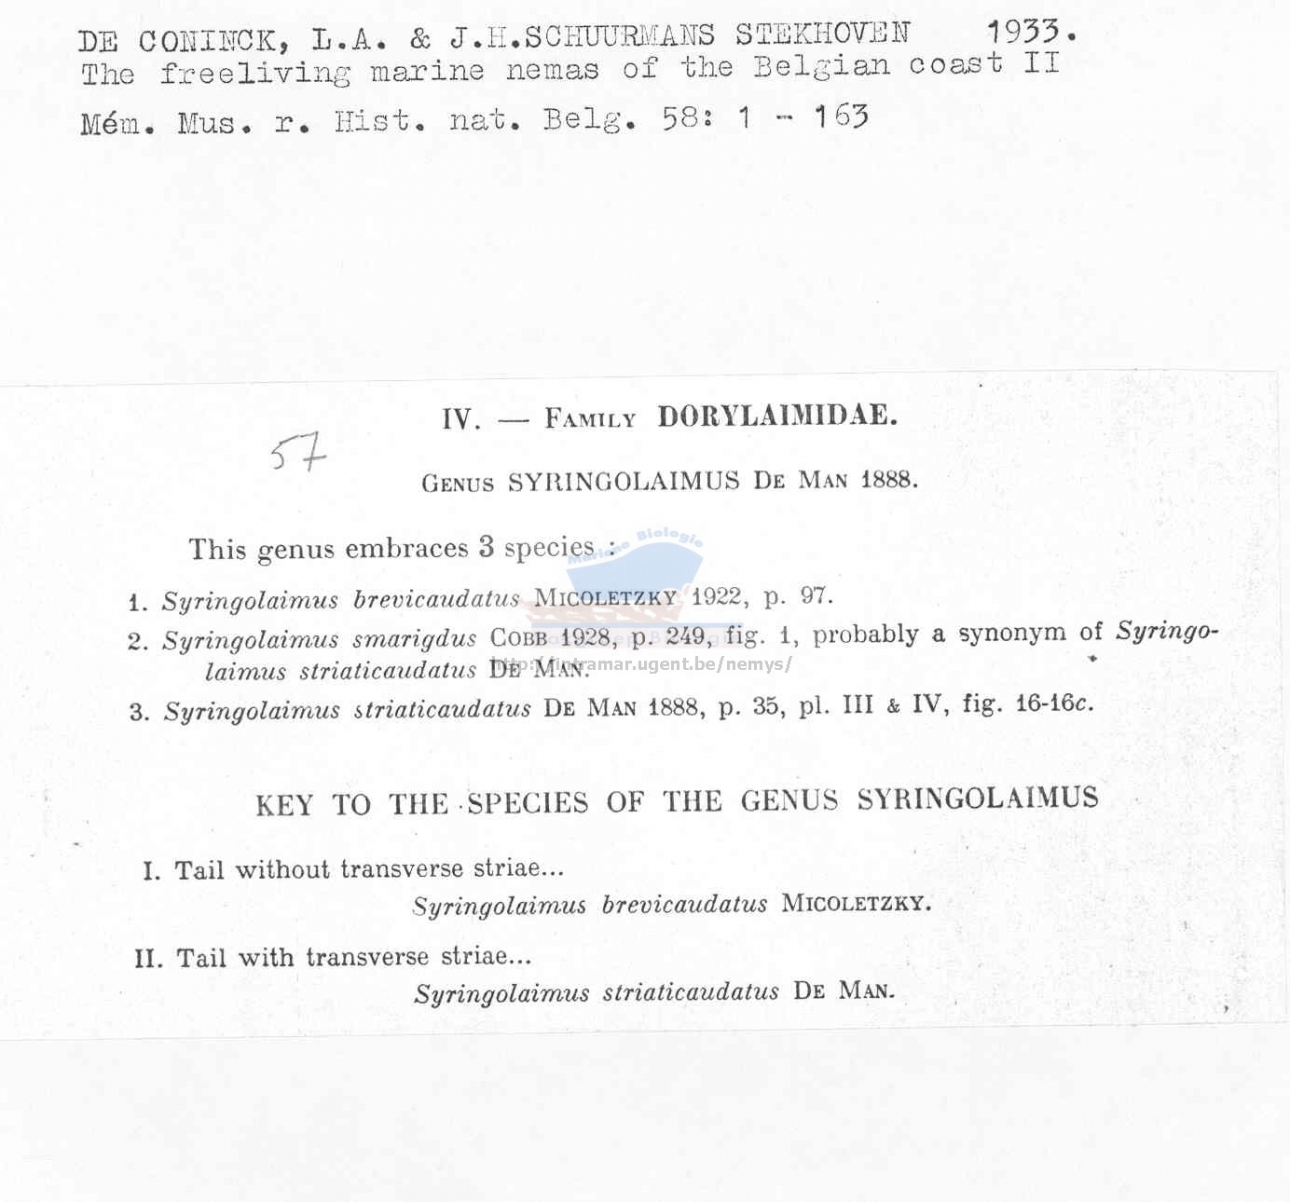 DE CONINCK, L.A. & J.H.SCHUURMANS STEKHOVEN 1933.
The freeliving marine nemas of the Belgian coast II
Mém. Mus. r. Hist. nat. Belg. 58: 1 - 163
IV. — FAMILY DORYLAIMIDAE.
57
GENUS SYRINGOLAIMUS DE MAN 1888.
This genus embraces 3 species :
Marine Biologie
1. Syringolaimus brevicaudatus MICOLETZKY 1922, p. 97.
2. Syringolaimus smarigdus COBB 1928, p. 249, fig. 1, probably a synonym of Syringo-
laimus striaticaudatus DE MAN.
http://intramar.ugent.be/nemys/
3. Syringolaimus striaticaudatus DE MAN 1888, p. 35, pl. III & IV, fig. 16-16c.
KEY TO THE SPECIES OF THE GENUS SYRINGOLAIMUS
I. Tail without transverse striae...
Syringolaimus brevicaudatus MICOLETZKY.
II. Tail with transverse striae...
Syringolaimus striaticaudatus DE MAN.